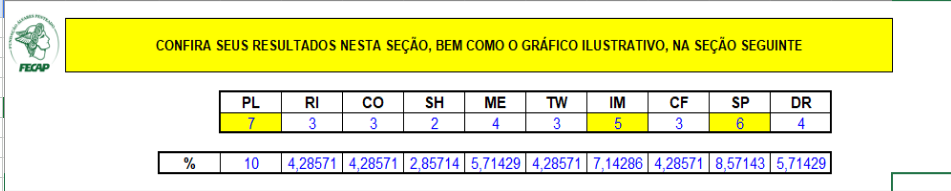 CONFIRA SEUS RESULTADOS NESTA SEÇÃO, BEM COMO O GRÁFICO ILUSTRATIVO, NA SEÇÃO SEGUINTE
FECAP
PL RI CO SH ME TW IM CF SP DR
7 3 3 2 4 3 5 3 6 4
% 10 4,28571 4,28571 2,85714 5,71429 4,28571 7,14286 4,28571 8,57143 5,71429